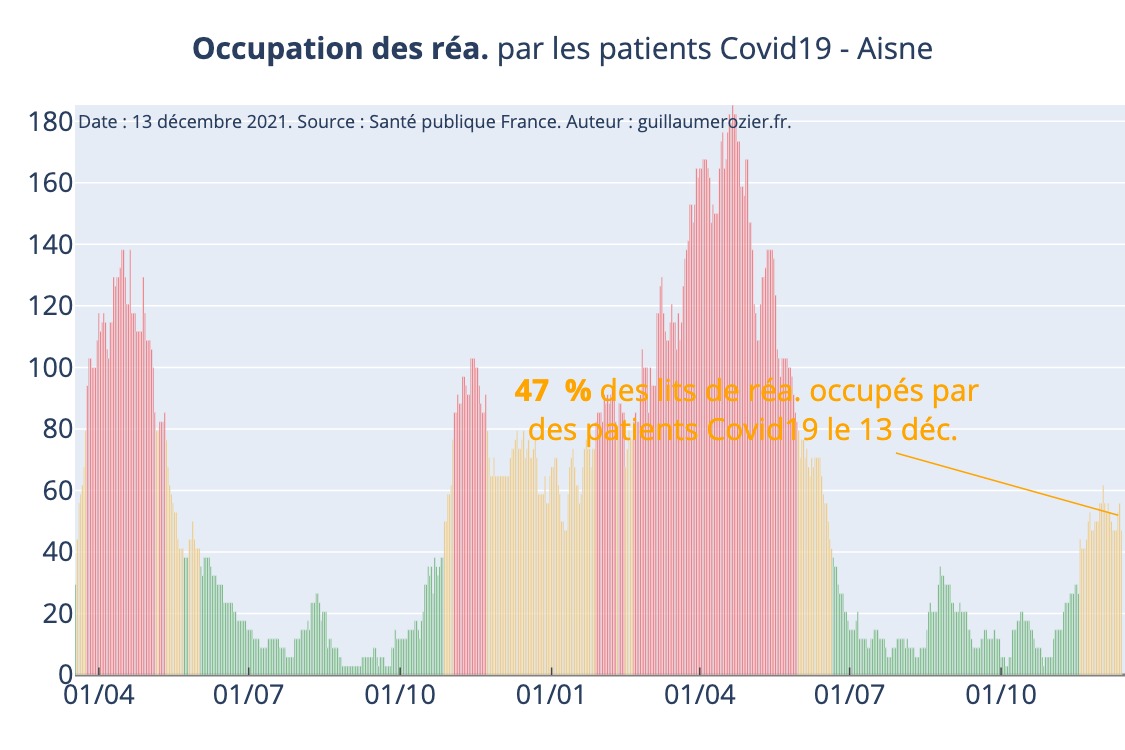 Occupation des réa. par les patients Covid19 - Aisne
180
Date : 13 décembre 2021. Source : Santé publique France. Auteur : guillaumerozier.fr.
160
140
120
100
47 % des lits de réa. occupés par
des patients Covid19 le 13 déc.
80
60
40
20
0
01/04 01/07 01/10 01/01 01/04 01/07 01/10